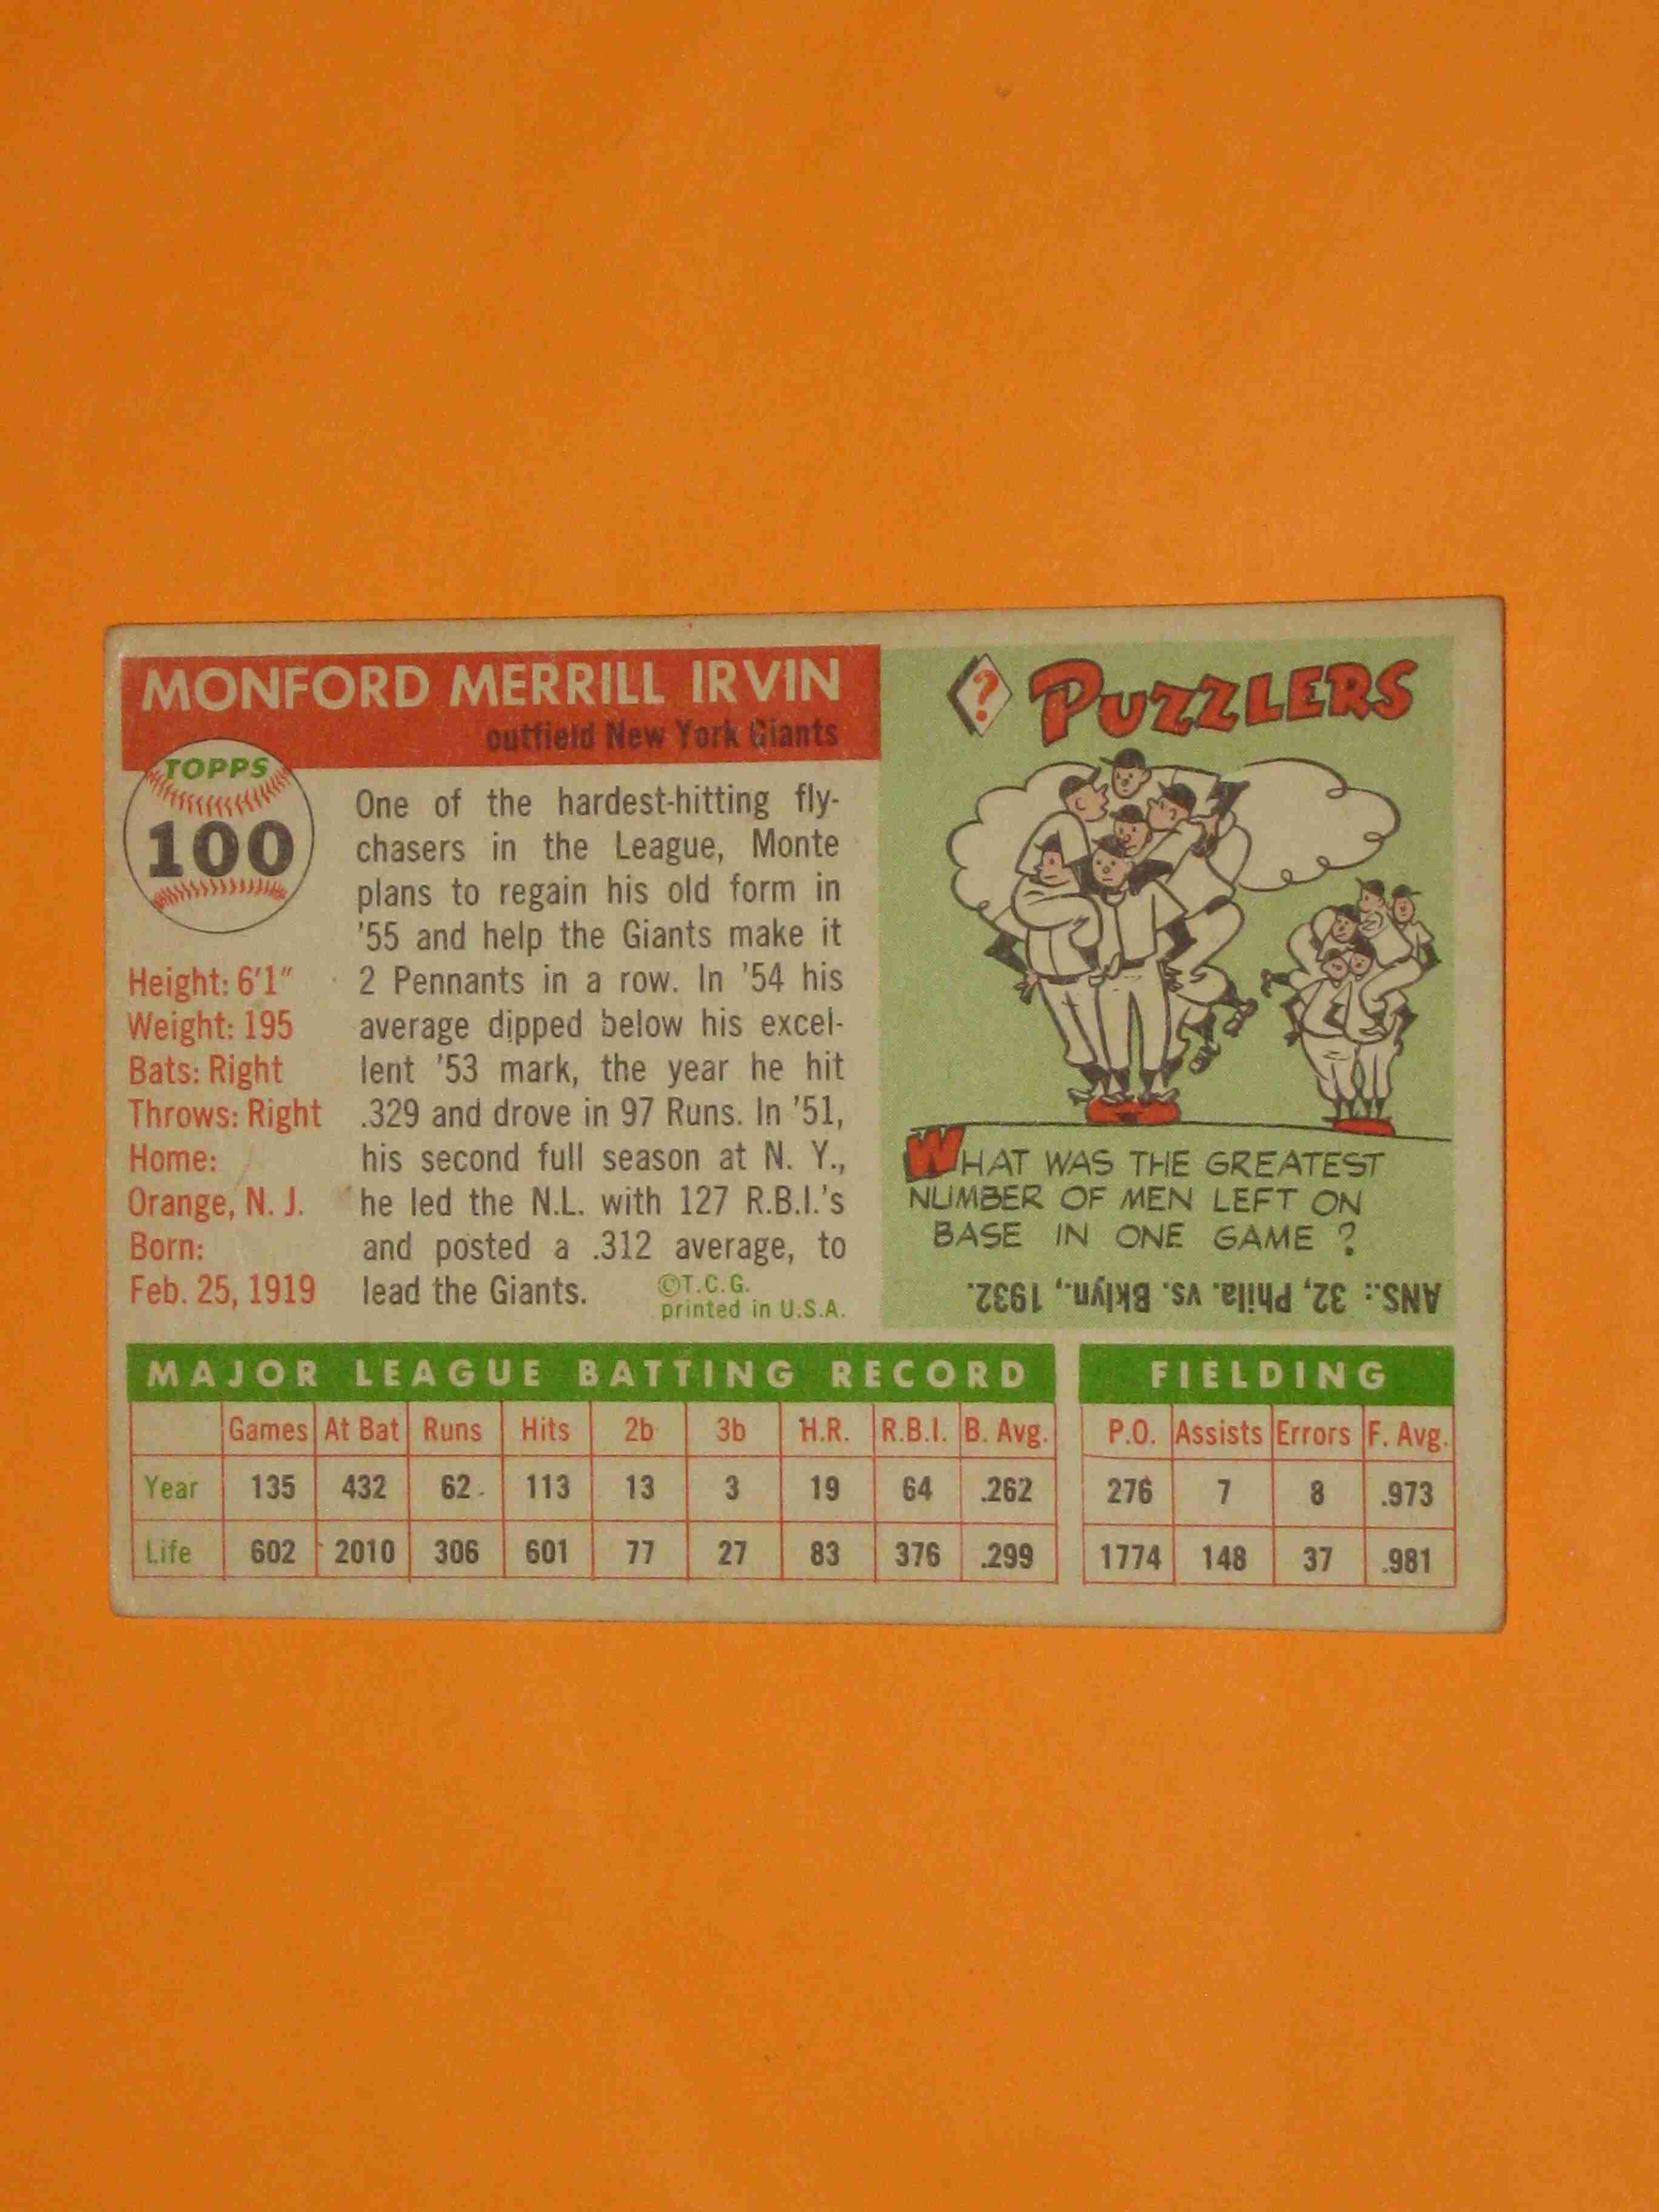 MONFORD MERRILL IRVIN
outfield New York Giants
TOPPS
100
Height: 6'1"
Weight: 195
Bats: Right
Throws: Right
Home:
Orange, N. J.
Born:
Feb. 25, 1919
One of the hardest-hitting fly-
chasers in the League, Monte
plans to regain his old form in
'55 and help the Giants make it
2 Pennants in a row. In '54 his
average dipped below his excel-
lent '53 mark, the year he hit
.329 and drove in 97 Runs. In '51,
his second full season at N. Y.,
he led the N.L. with 127 R.B.I.'s
and posted a .312 average, to
lead the Giants.
©T.C.G.
printed in U.S.A.
? PUZZLERS
WHAT WAS THE GREATEST
NUMBER OF MEN LEFT ON
BASE IN ONE GAME ?
ANS.: 32, Phila. vs. Bklyn., 1932.
MAJOR LEAGUE BATTING RECORD
Games At Bat Runs Hits 2b 3b H.R. R.B.I. B. Avg.
Year 135 432 62 113 13 3 19 64 .262
Life 602 2010 306 601 77 27 83 376 .299
FIELDING
P.O. Assists Errors F. Avg.
276 7 8 .973
1774 148 37 .981